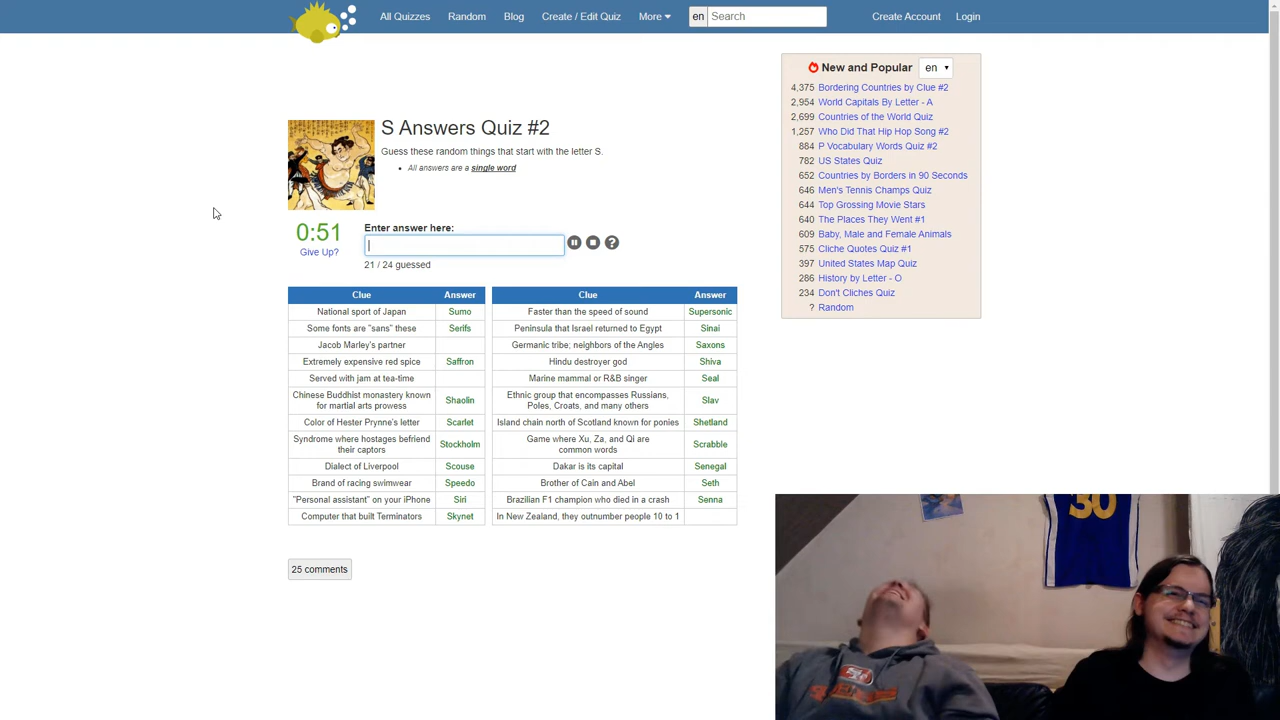 All Quizzes Random Blog Create / Edit Quiz More en Search Create Account Login
New and Popular en
4,375 Bordering Countries by Clue #2
2,954 World Capitals By Letter - A
2,699 Countries of the World Quiz
1,257 Who Did That Hip Hop Song #2
884 P Vocabulary Words Quiz #2
782 US States Quiz
652 Countries by Borders in 90 Seconds
646 Men's Tennis Champs Quiz
644 Top Grossing Movie Stars
640 The Places They Went #1
609 Baby, Male and Female Animals
575 Cliche Quotes Quiz #1
397 United States Map Quiz
286 History by Letter - O
234 Don't Cliches Quiz
? Random
S Answers Quiz #2
Guess these random things that start with the letter S.
All answers are a single word
0:51
Give Up?
Enter answer here:
21 / 24 guessed
Clue Answer
National sport of Japan Sumo
Some fonts are "sans" these Serifs
Jacob Marley's partner
Extremely expensive red spice Saffron
Served with jam at tea-time
Chinese Buddhist monastery known
for martial arts prowess Shaolin
Color of Hester Prynne's letter Scarlet
Syndrome where hostages befriend
their captors Stockholm
Dialect of Liverpool Scouse
Brand of racing swimwear Speedo
"Personal assistant" on your iPhone Siri
Computer that built Terminators Skynet
Clue Answer
Faster than the speed of sound Supersonic
Peninsula that Israel returned to Egypt Sinai
Germanic tribe; neighbors of the Angles Saxons
Hindu destroyer god Shiva
Marine mammal or R&B singer Seal
Ethnic group that encompasses Russians,
Poles, Croats, and many others Slav
Island chain north of Scotland known for ponies Shetland
Game where Xu, Za, and Qi are
common words Scrabble
Dakar is its capital Senegal
Brother of Cain and Abel Seth
Brazilian F1 champion who died in a crash Senna
In New Zealand, they outnumber people 10 to 1
25 comments
30